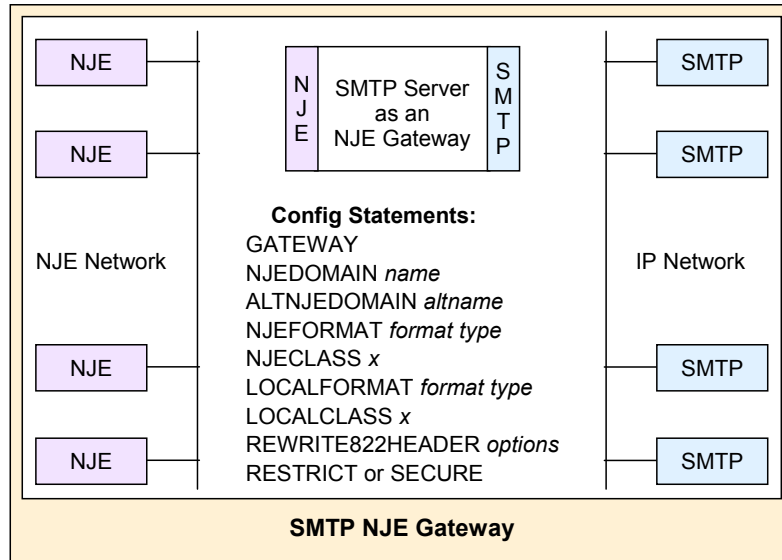 NJE
NJE
NJE Network
NJE
NJE
NJE
SMTP Server
as an
NJE Gateway
SMTP
Config Statements:
GATEWAY
NJEDOMAIN name
ALTNJEDOMAIN altname
NJEFORMAT format type
NJECLASS x
LOCALFORMAT format type
LOCALCLASS x
REWRITE822HEADER options
RESTRICT or SECURE
SMTP
SMTP
IP Network
SMTP
SMTP
SMTP NJE Gateway